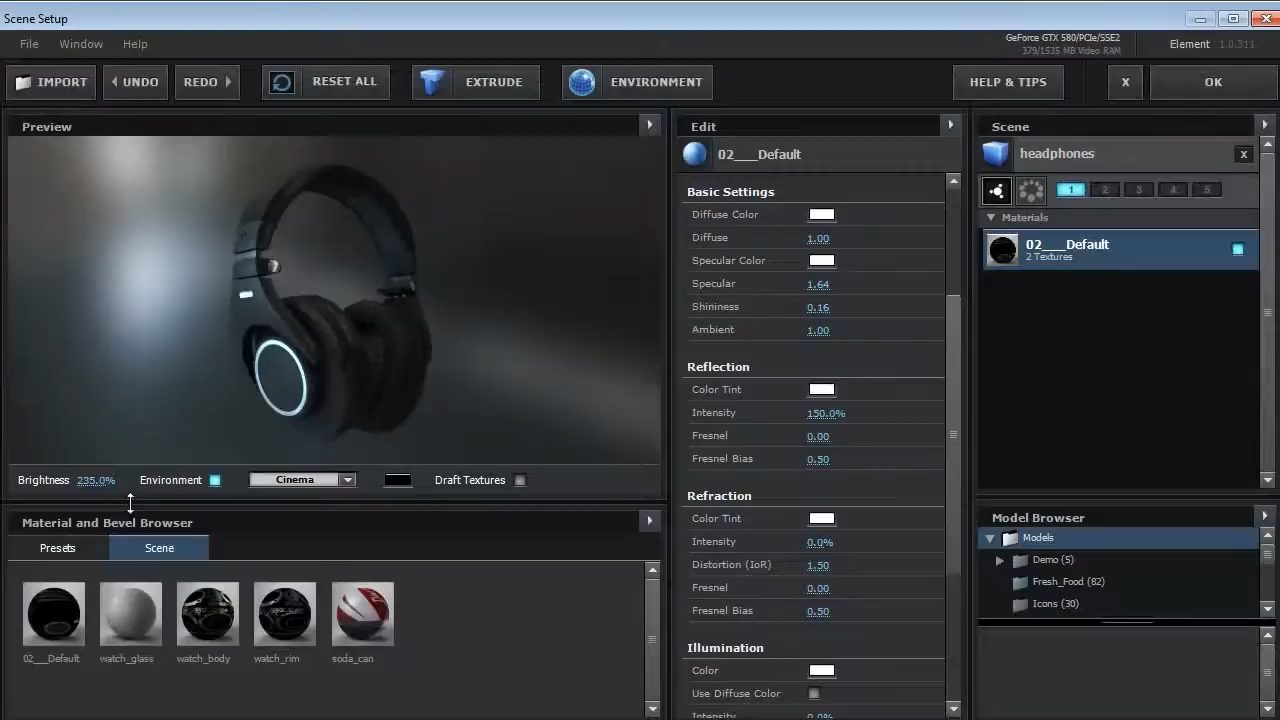 Scene Setup
File Window Help
GeForce GTX 580/PCIe/SSE2
379/1535 MB Video RAM
Element 1.0.311
IMPORT UNDO REDO RESET ALL EXTRUDE ENVIRONMENT HELP & TIPS X OK
Preview
Brightness 235.0% Environment Cinema Draft Textures
Material and Bevel Browser
Presets Scene
02___Default watch_glass watch_body watch_rim soda_can
Edit
02___Default
Basic Settings
Diffuse Color
Diffuse 1.00
Specular Color
Specular 1.64
Shininess 0.16
Ambient 1.00
Reflection
Color Tint
Intensity 150.0%
Fresnel 0.00
Fresnel Bias 0.50
Refraction
Color Tint
Intensity 0.0%
Distortion (IoR) 1.50
Fresnel 0.00
Fresnel Bias 0.50
Illumination
Color
Use Diffuse Color
Intensity 0.0%
Scene
headphones X
1 2 3 4 5
Materials
02___Default
2 Textures
Model Browser
Models
Demo (5)
Fresh_Food (82)
Icons (30)